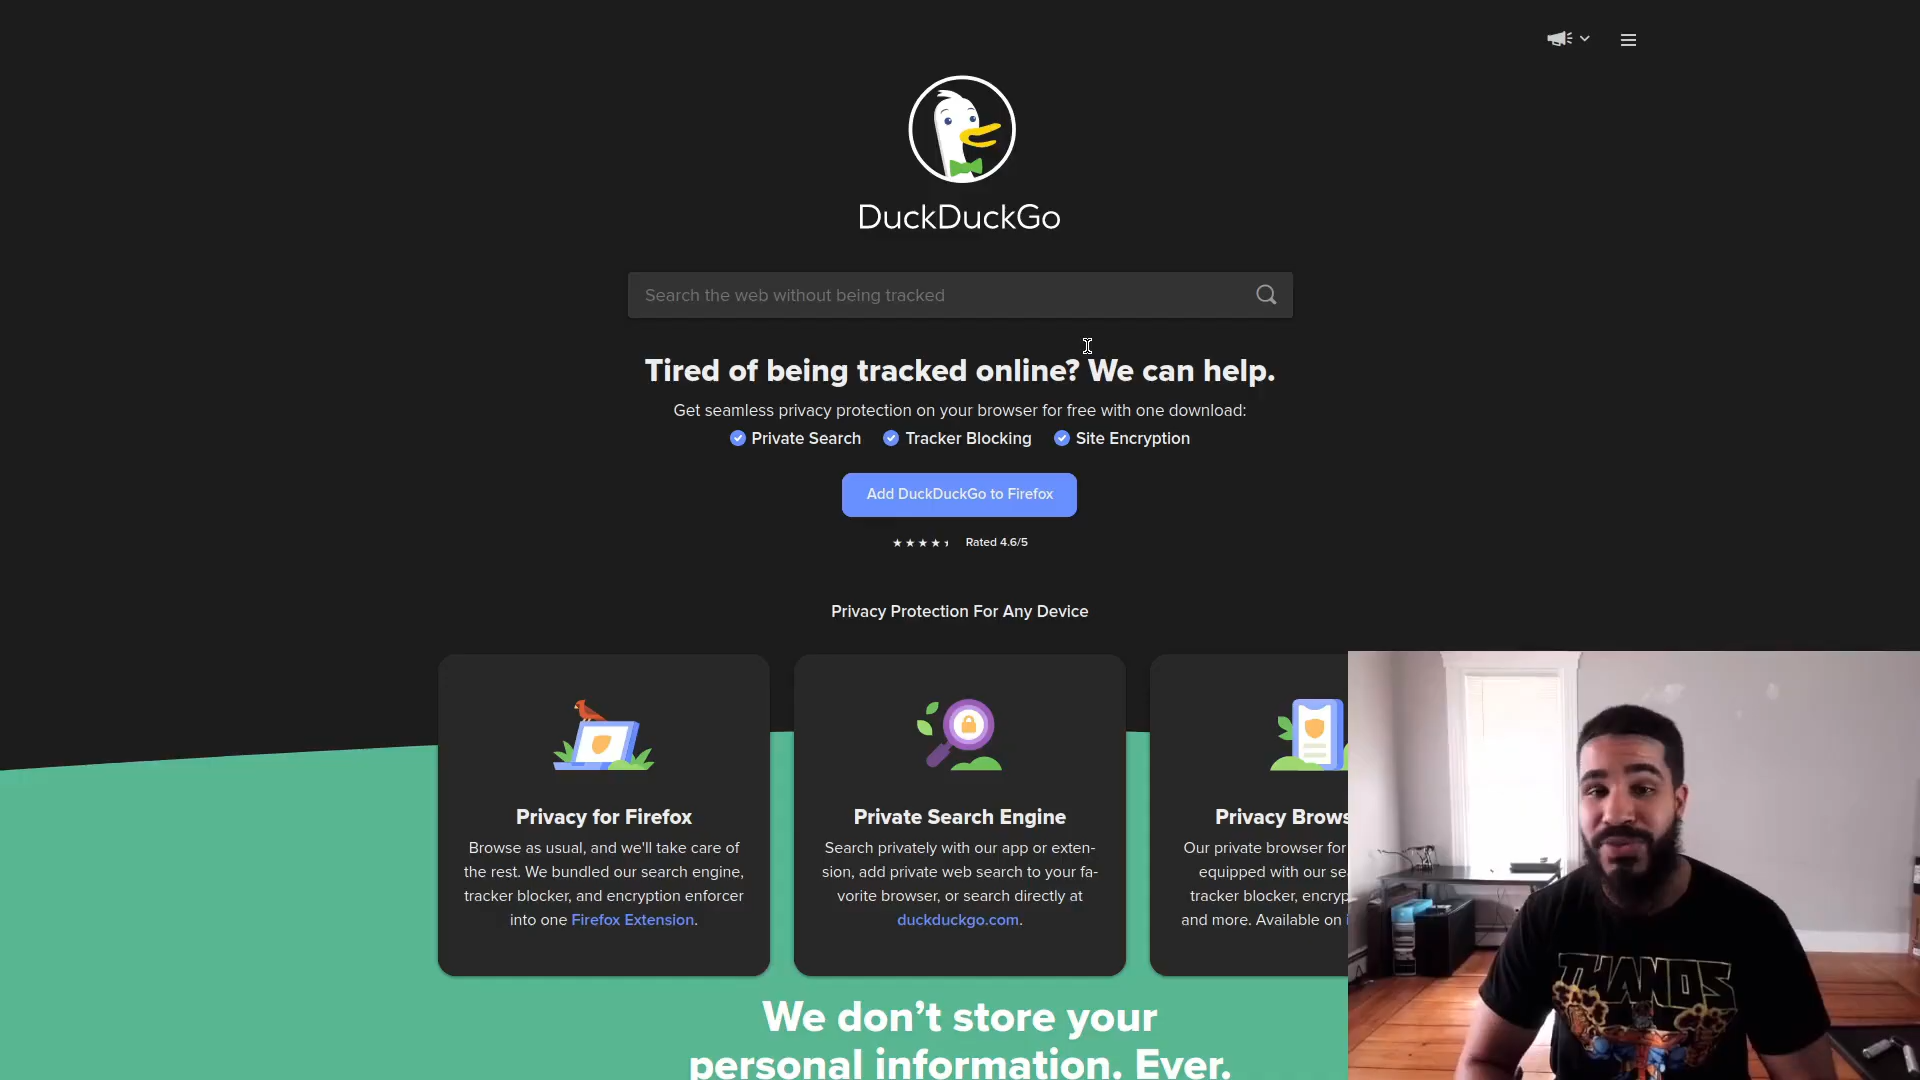 DuckDuckGo
Search the web without being tracked
Tired of being tracked online? We can help.
Get seamless privacy protection on your browser for free with one download:
Private Search Tracker Blocking Site Encryption
Add DuckDuckGo to Firefox
Rated 4.6/5
Privacy Protection For Any Device
Privacy for Firefox
Browse as usual, and we'll take care of
the rest. We bundled our search engine,
tracker blocker, and encryption enforcer
into one Firefox Extension.
Private Search Engine
Search privately with our app or exten-
sion, add private web search to your fa-
vorite browser, or search directly at
duckduckgo.com.
Privacy Brows
Our private browser for
equipped with our sea
tracker blocker, encryp
and more. Available on i
We don’t store your
personal information. Ever.
THANOS